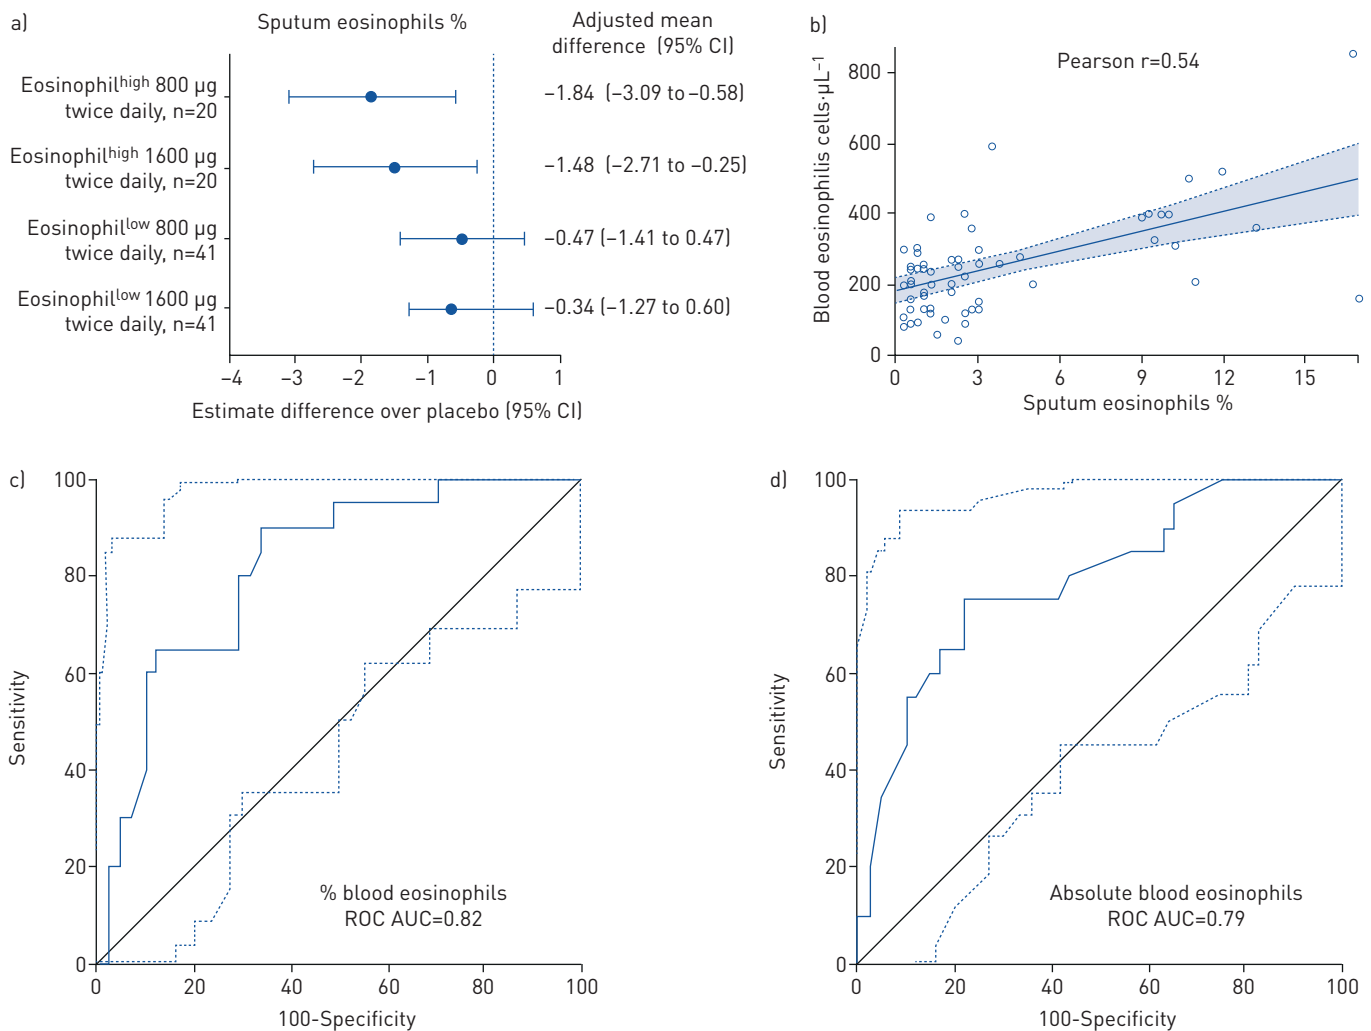 a)
Sputum eosinophils %
Adjusted mean
difference (95% CI)
Eosinophilhigh 800 µg
twice daily, n=20
−1.84 (−3.09 to −0.58)
Eosinophilhigh 1600 µg
twice daily, n=20
−1.48 (−2.71 to −0.25)
Eosinophillow 800 µg
twice daily, n=41
−0.47 (−1.41 to 0.47)
Eosinophillow 1600 µg
twice daily, n=41
−0.34 (−1.27 to 0.60)
−4 −3 −2 −1 0 1
Estimate difference over placebo (95% CI)
b)
Pearson r=0.54
Blood eosinophilis cells·µL−1
800
600
400
200
0
0 3 6 9 12 15
Sputum eosinophils %
c)
Sensitivity
100
80
60
40
20
0
% blood eosinophils
ROC AUC=0.82
0 20 40 60 80 100
100-Specificity
d)
Sensitivity
100
80
60
40
20
0
Absolute blood eosinophils
ROC AUC=0.79
0 20 40 60 80 100
100-Specificity